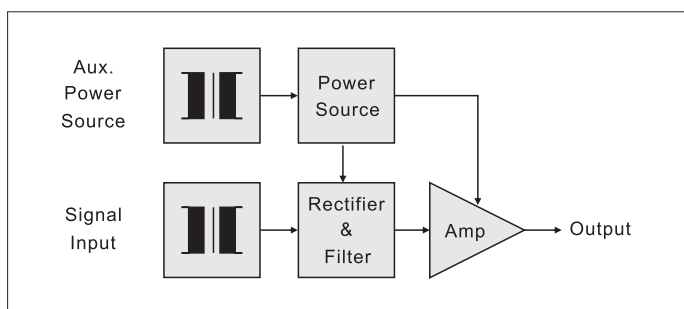 Aux.
Power
Source
Power
Source
Signal
Input
Rectifier
&
Filter
Amp
Output